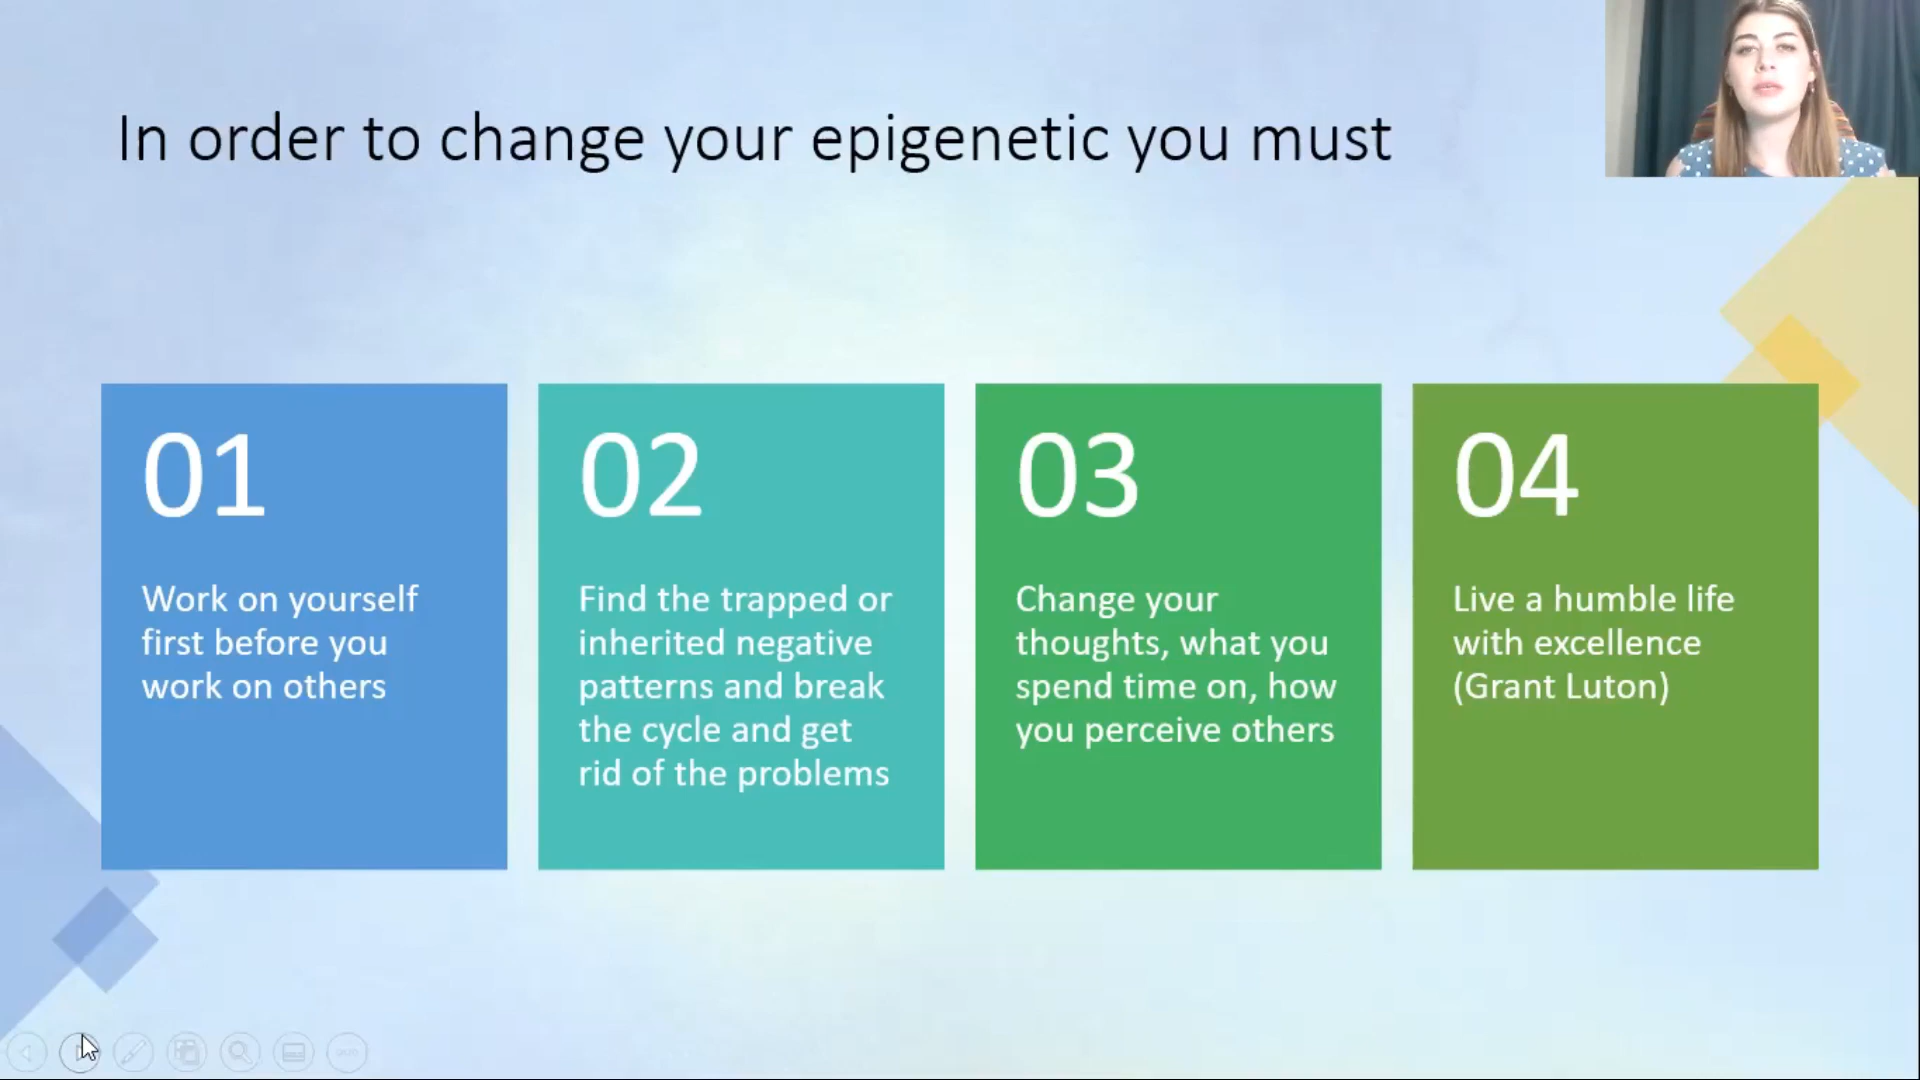 In order to change your epigenetic you must
01
Work on yourself
first before you
work on others
02
Find the trapped or
inherited negative
patterns and break
the cycle and get
rid of the problems
03
Change your
thoughts, what you
spend time on, how
you perceive others
04
Live a humble life
with excellence
(Grant Luton)